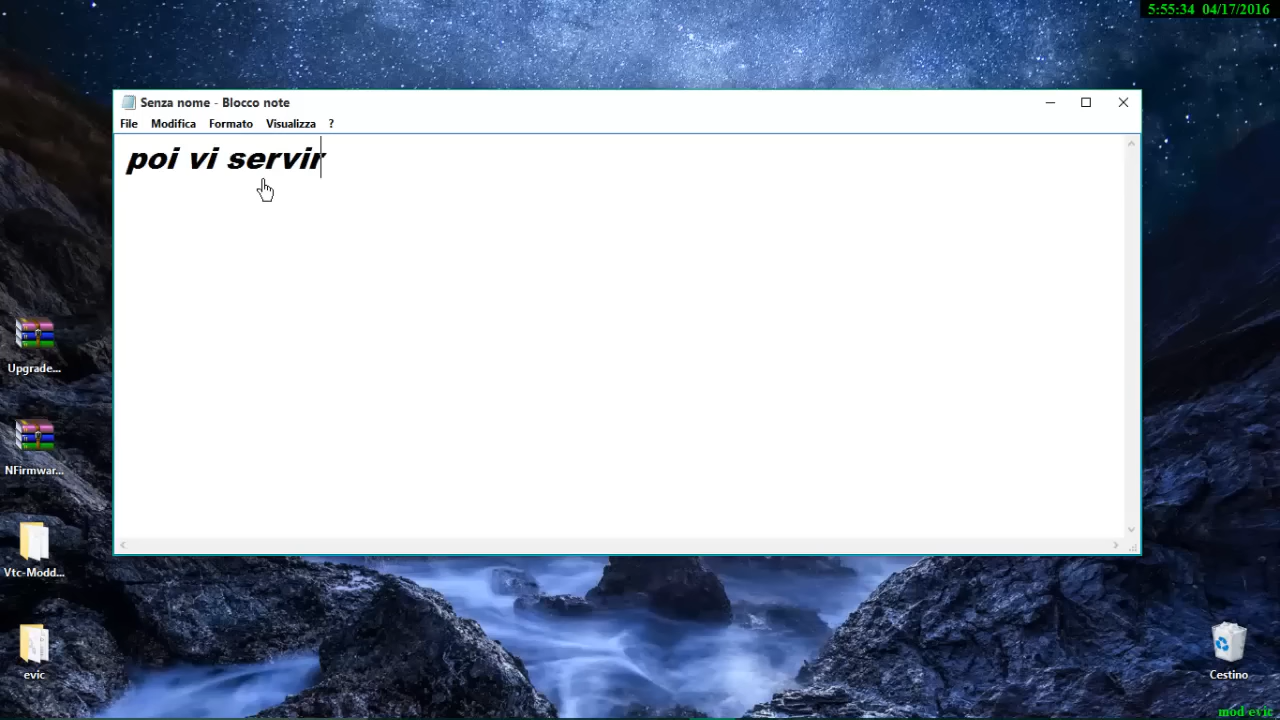 5:55:34 04/17/2016
Senza nome - Blocco note
File Modifica Formato Visualizza ?
poi vi servir
Upgrade...
NFirmwar...
Vtc-Modd...
evic
Cestino
mod evic